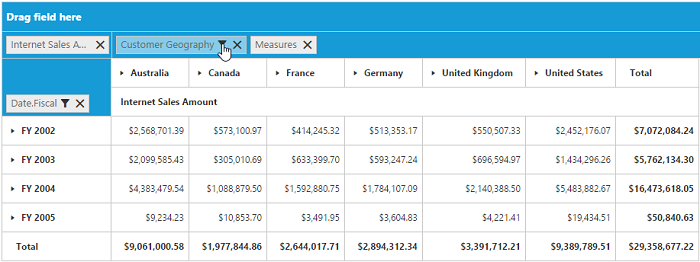 Drag field here
Internet Sales A... Customer Geography Measures
Australia Canada France Germany United Kingdom United States Total
Date.Fiscal Internet Sales Amount
FY 2002 $2,568,701.39 $573,100.97 $414,245.32 $513,353.17 $550,507.33 $2,452,176.07 $7,072,084.24
FY 2003 $2,099,585.43 $305,010.69 $633,399.70 $593,247.24 $696,594.97 $1,434,296.26 $5,762,134.30
FY 2004 $4,383,479.54 $1,088,879.50 $1,592,880.75 $1,784,107.09 $2,140,388.50 $5,483,882.67 $16,473,618.05
FY 2005 $9,234.23 $10,853.70 $3,491.95 $3,604.83 $4,221.41 $19,434.51 $50,840.63
Total $9,061,000.58 $1,977,844.86 $2,644,017.71 $2,894,312.34 $3,391,712.21 $9,389,789.51 $29,358,677.22